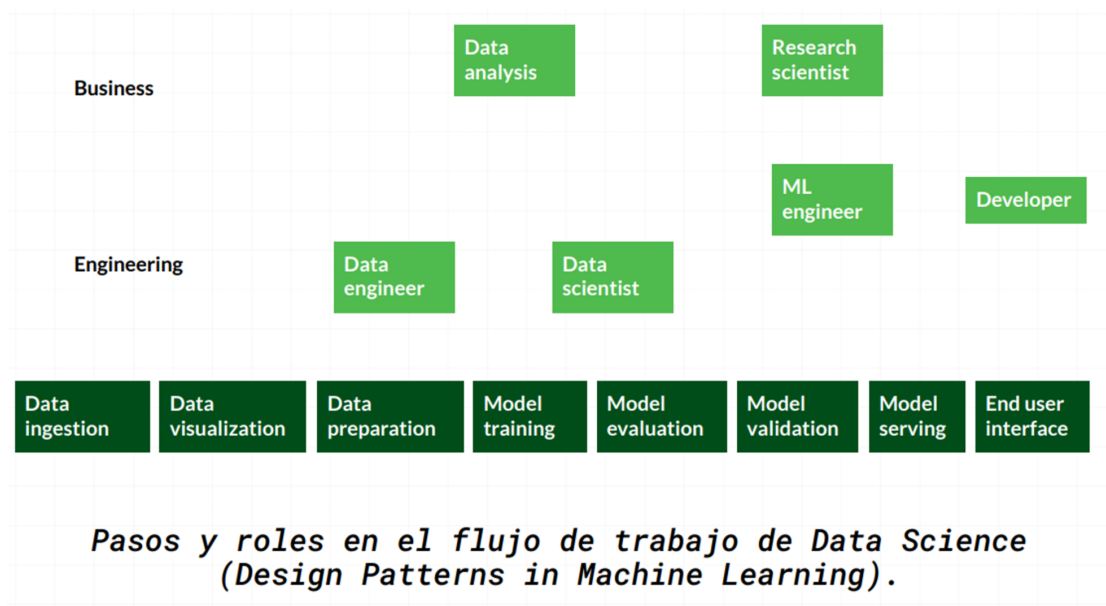 Data
analysis
Research
scientist
Business
ML
engineer
Developer
Engineering
Data
engineer
Data
scientist
Data
ingestion
Data
visualization
Data
preparation
Model
training
Model
evaluation
Model
validation
Model
serving
End user
interface
Pasos y roles en el flujo de trabajo de Data Science
(Design Patterns in Machine Learning).